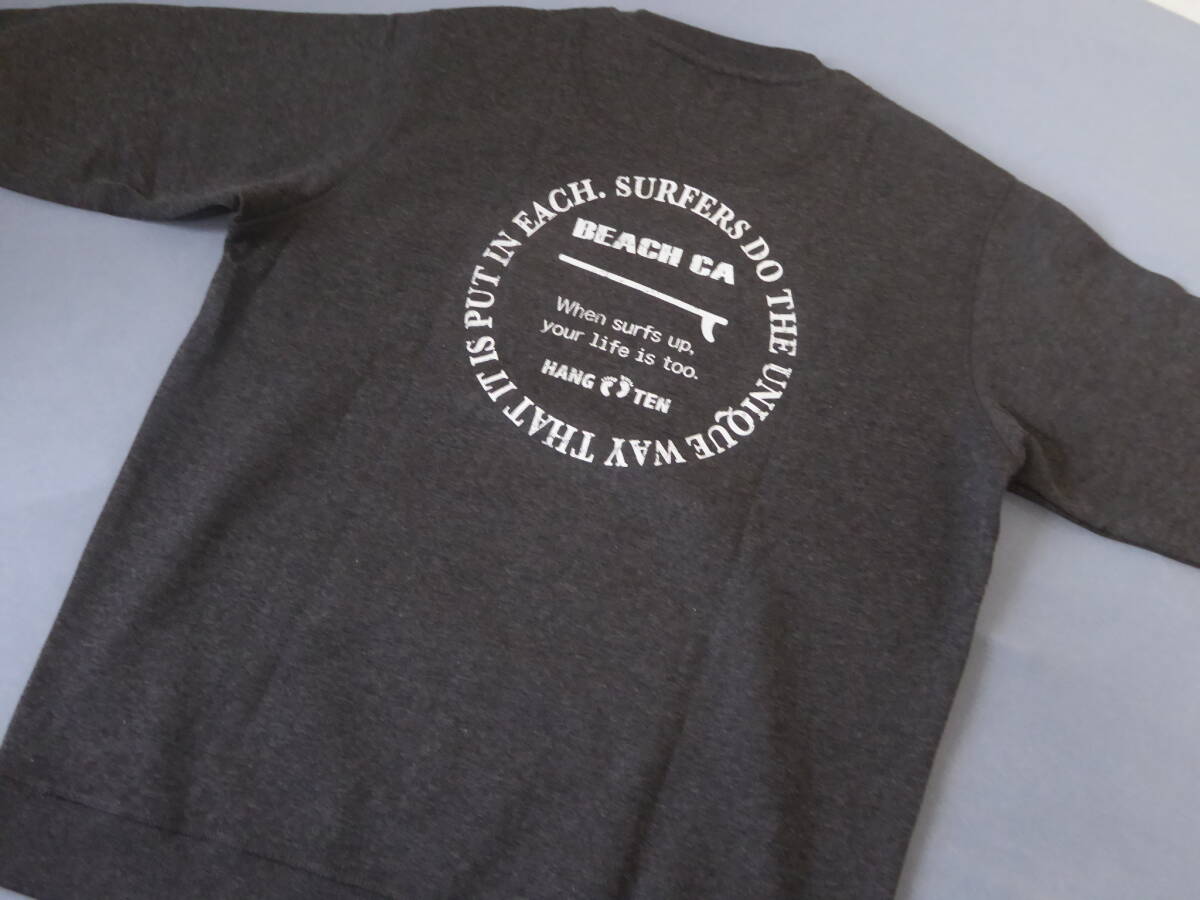 SURFERS DO THE UNIQUE WAY THAT IT IS PUT IN EACH.
BEACH CA
When surfs up,
your life is too.
HANG TEN